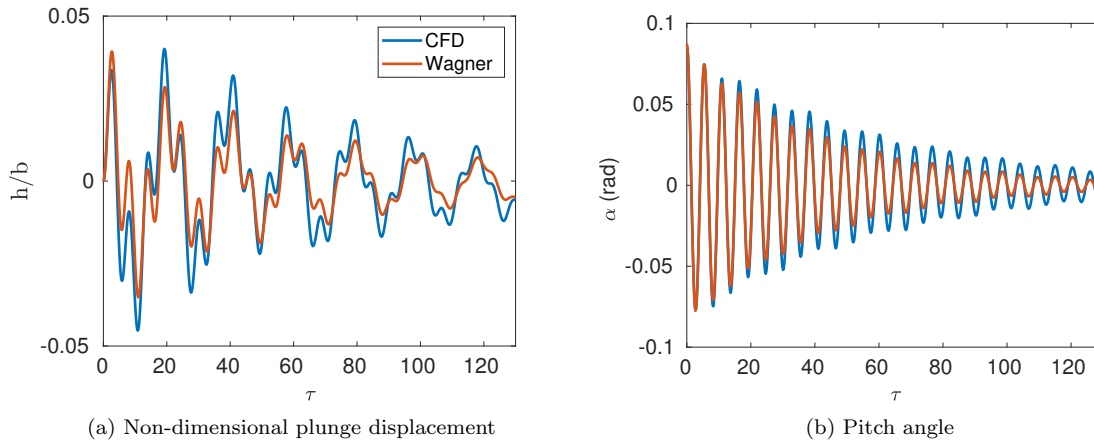 0.05
0
-0.05
h/b
CFD
Wagner
0 20 40 60 80 100 120
τ
(a) Non-dimensional plunge displacement
0.1
0.05
0
-0.05
-0.1
α (rad)
0 20 40 60 80 100 120
τ
(b) Pitch angle